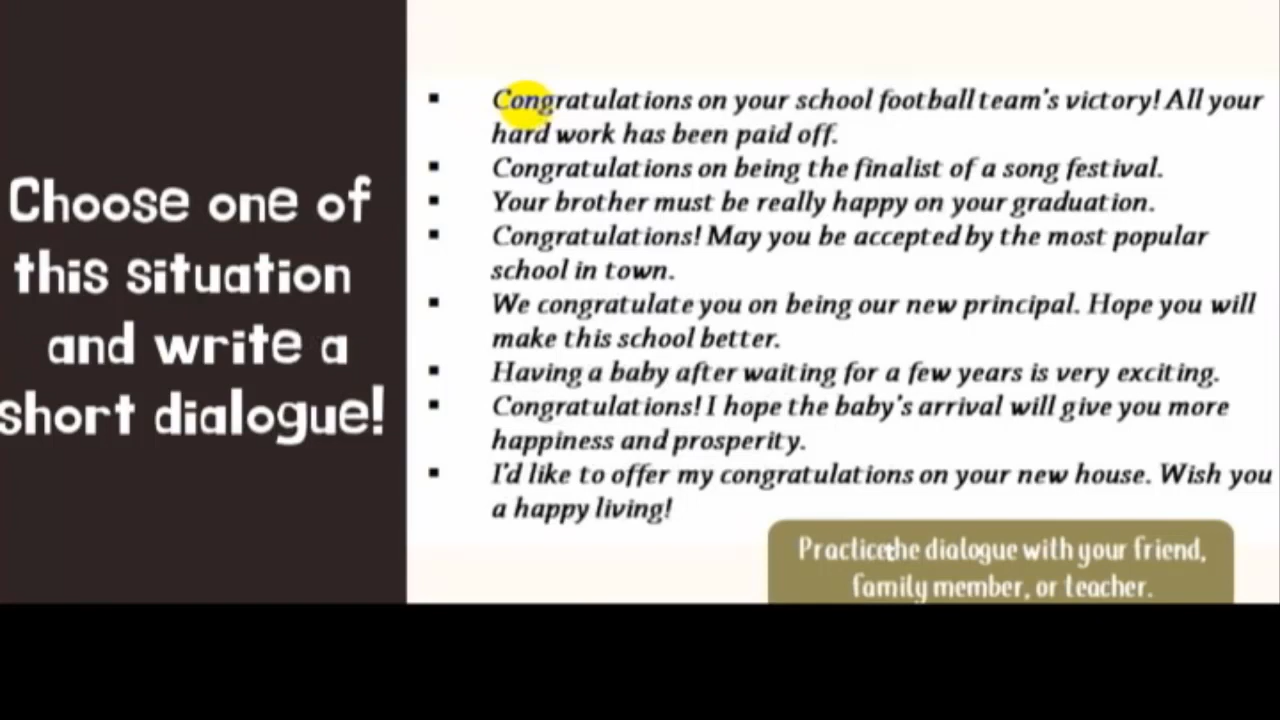 Choose one of
this situation
and write a
short dialogue!
▪ Congratulations on your school football team's victory! All your
hard work has been paid off.
▪ Congratulations on being the finalist of a song festival.
▪ Your brother must be really happy on your graduation.
▪ Congratulations! May you be accepted by the most popular
school in town.
▪ We congratulate you on being our new principal. Hope you will
make this school better.
▪ Having a baby after waiting for a few years is very exciting.
▪ Congratulations! I hope the baby's arrival will give you more
happiness and prosperity.
▪ I'd like to offer my congratulations on your new house. Wish you
a happy living!
Practice the dialogue with your friend,
family member, or teacher.